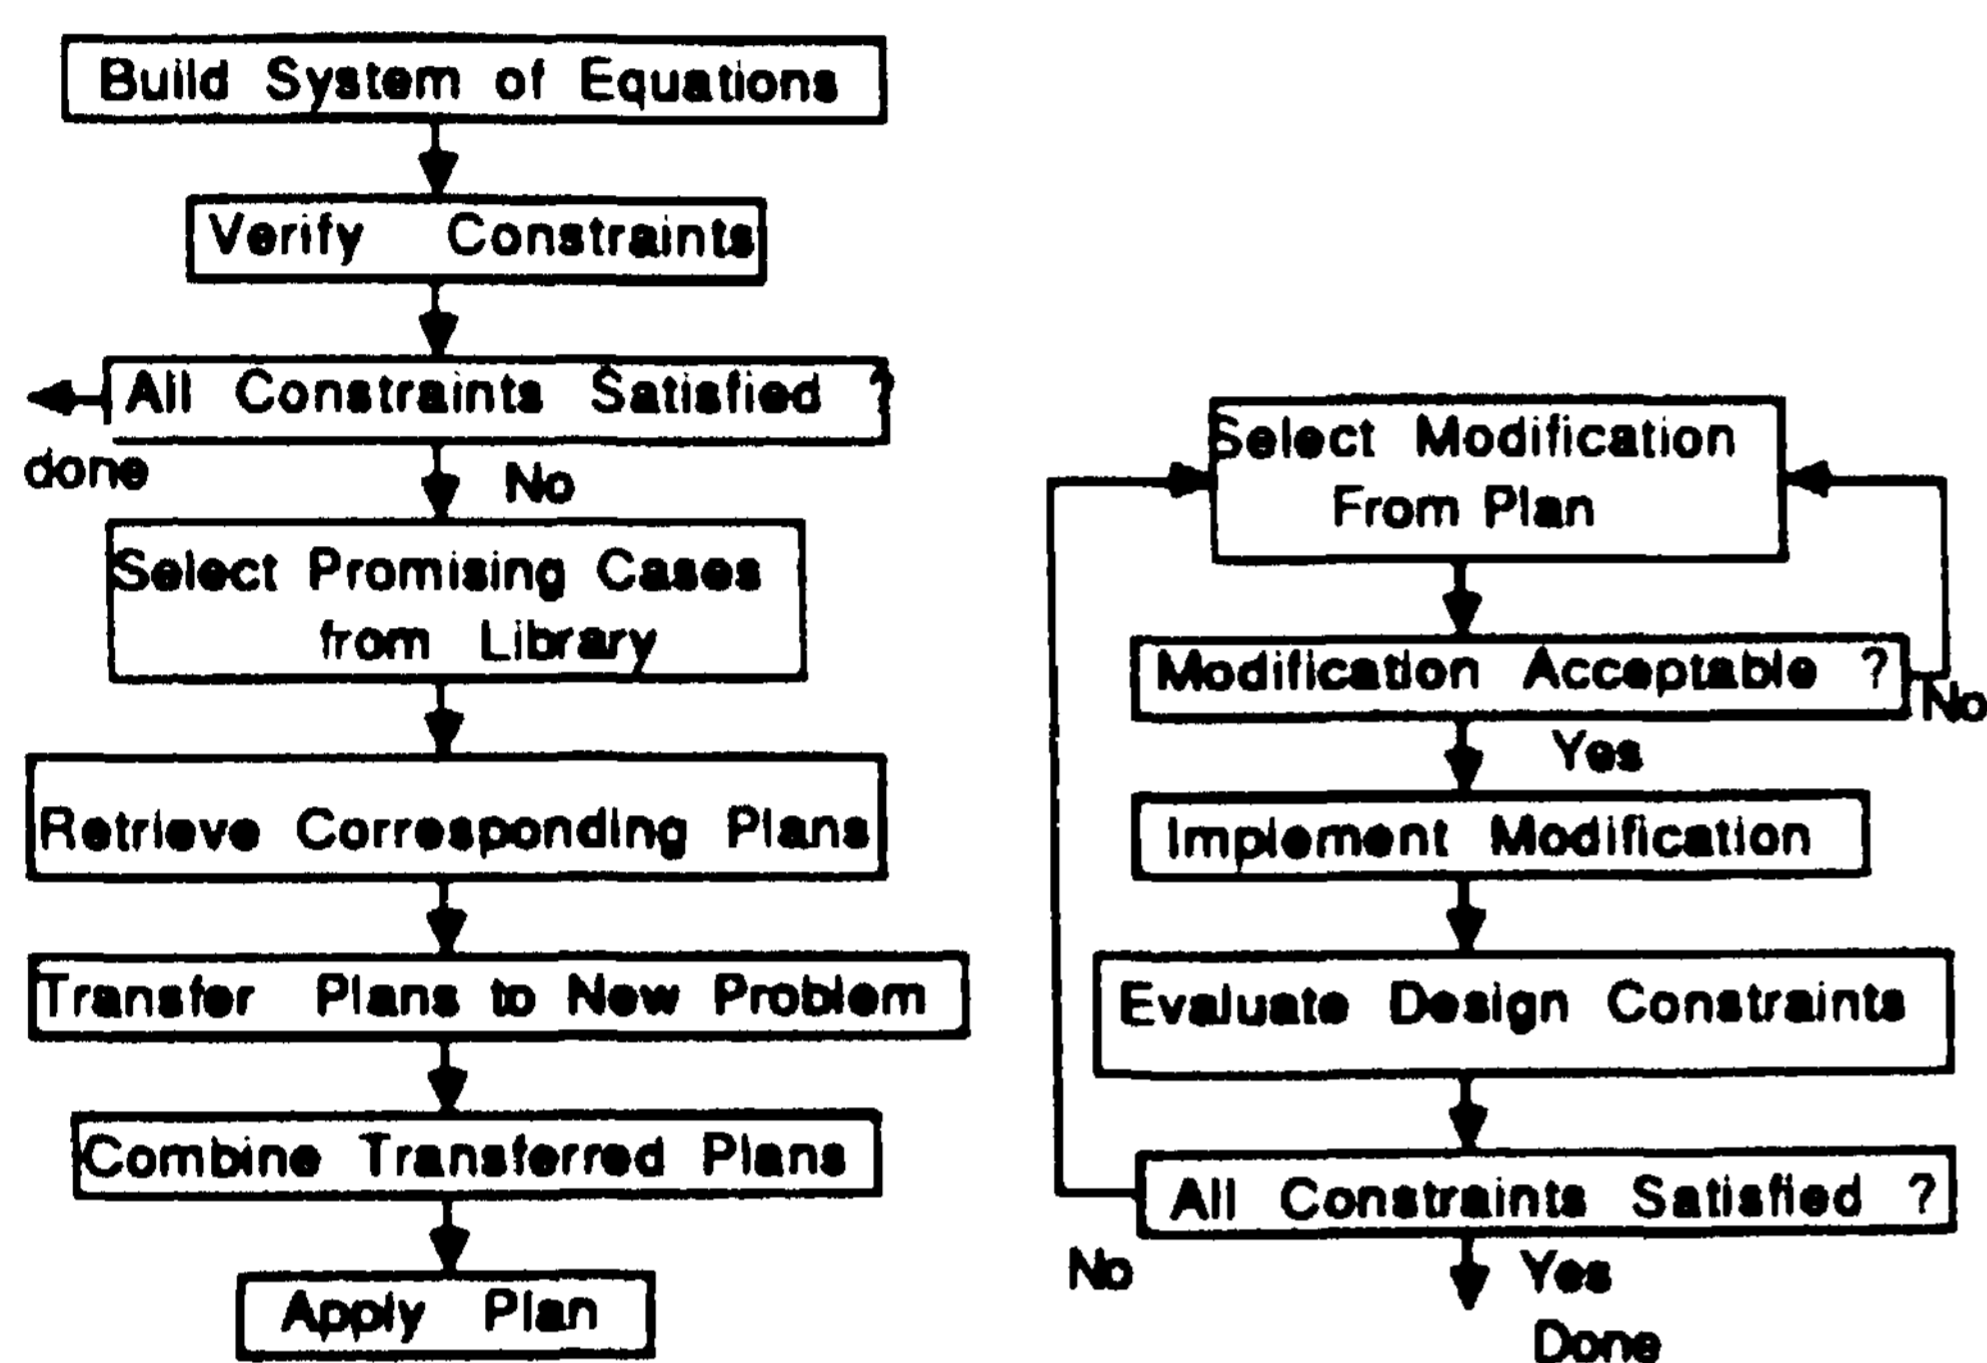 Build System of Equations
Verify Constraints
All Constraints Satisfied ?
done
No
Select Promising Cases
from Library
Retrieve Corresponding Plans
Transfer Plans to New Problem
Combine Transferred Plans
Apply Plan
Select Modification
From Plan
Modification Acceptable ?
No
Yes
Implement Modification
Evaluate Design Constraints
All Constraints Satisfied ?
No
Yes
Done